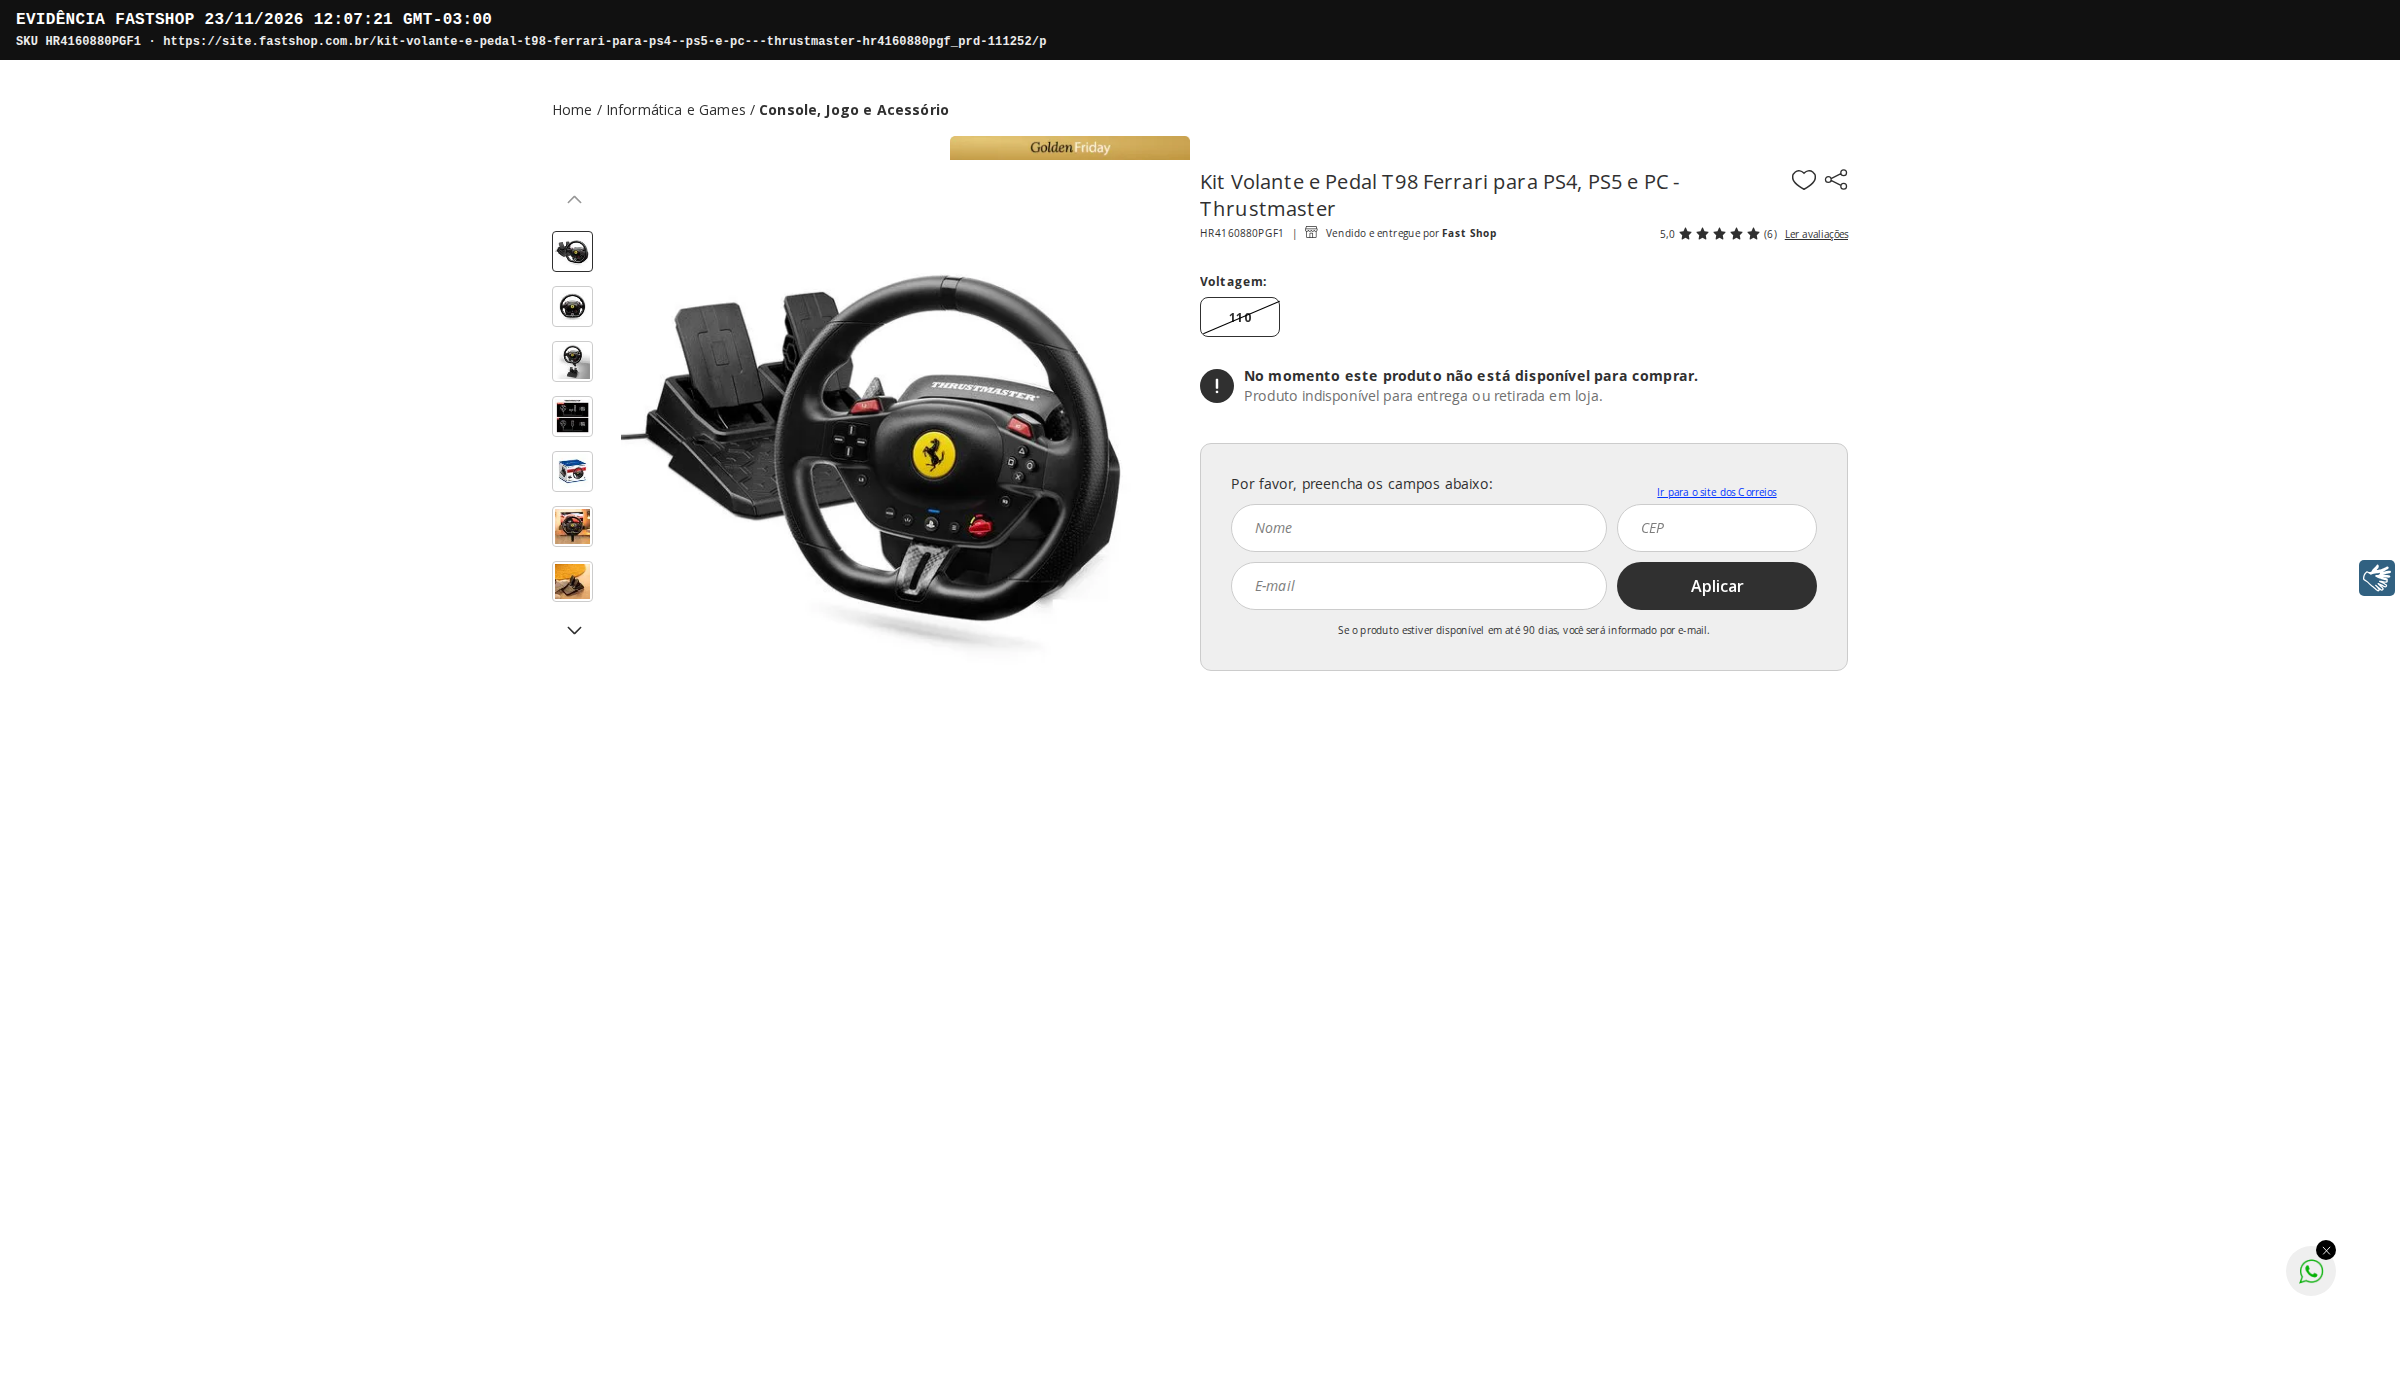 EVIDÊNCIA FASTSHOP 23/11/2026 12:07:21 GMT-03:00
SKU HR4160880PGF1 · https://site.fastshop.com.br/kit-volante-e-pedal-t98-ferrari-para-ps4--ps5-e-pc---thrustmaster-hr4160880pgf_prd-111252/p
Home / Informática e Games / Console, Jogo e Acessório
Golden Friday
Kit Volante e Pedal T98 Ferrari para PS4, PS5 e PC -
Thrustmaster
HR4160880PGF1 | Vendido e entregue por Fast Shop
5,0 (6) Ler avaliações
Voltagem:
110
THRUSTMASTER
No momento este produto não está disponível para comprar.
Produto indisponível para entrega ou retirada em loja.
Por favor, preencha os campos abaixo:
Ir para o site dos Correios
Nome
CEP
E-mail
Aplicar
Se o produto estiver disponível em até 90 dias, você será informado por e-mail.